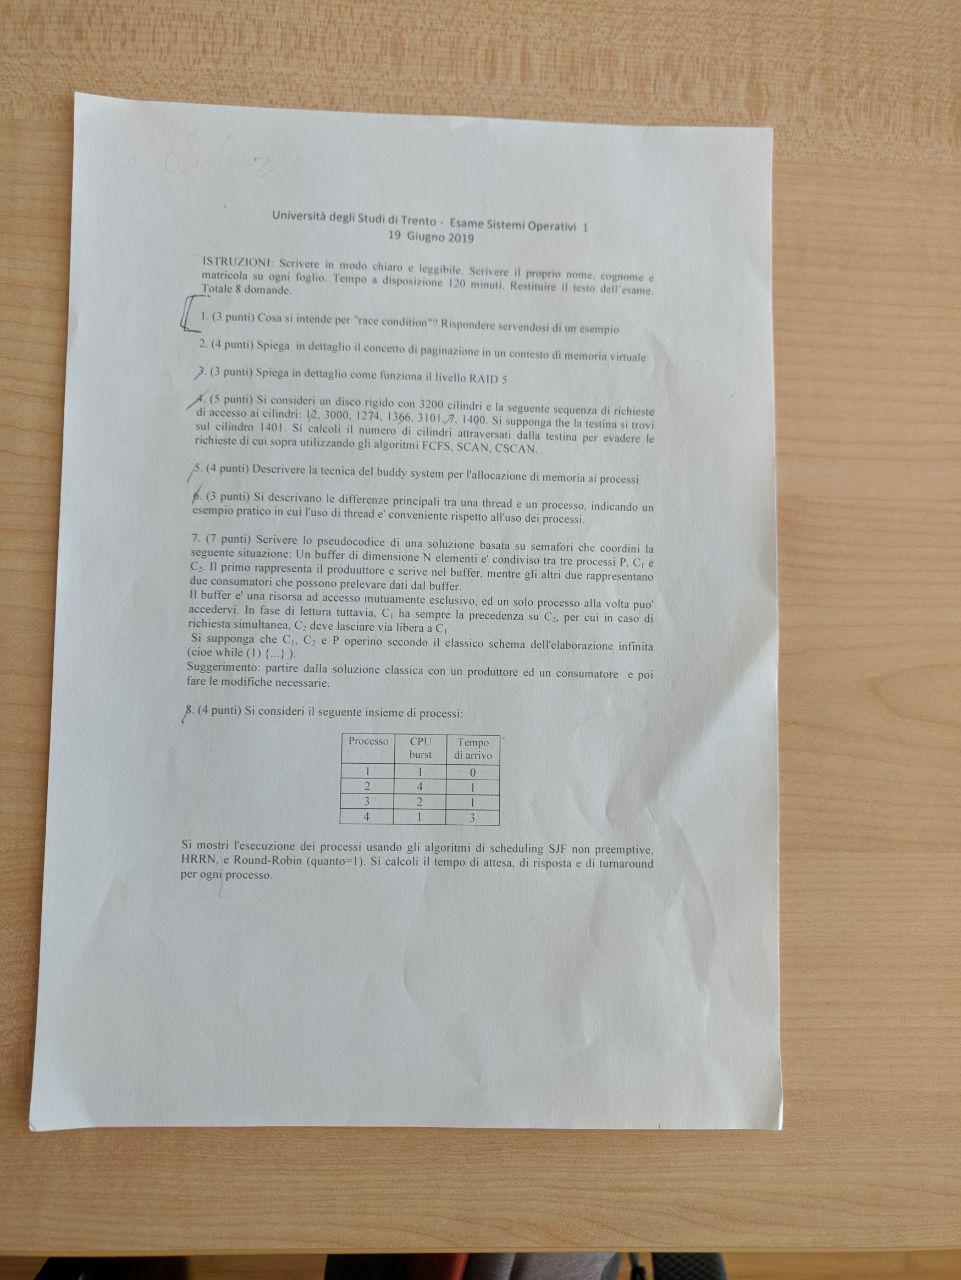 Università degli Studi di Trento - Esame Sistemi Operativi 1
19 Giugno 2019
ISTRUZIONI: Scrivere in modo chiaro e leggibile. Scrivere il proprio nome, cognome e
matricola su ogni foglio. Tempo a disposizione 120 minuti. Restituire il testo dell'esame.
Totale 8 domande.
1. (3 punti) Cosa si intende per "race condition"? Rispondere servendosi di un esempio
2. (4 punti) Spiega in dettaglio il concetto di paginazione in un contesto di memoria virtuale
3. (3 punti) Spiega in dettaglio come funziona il livello RAID 5
4. (5 punti) Si consideri un disco rigido con 3200 cilindri e la seguente sequenza di richieste
di accesso ai cilindri: 12, 3000, 1274, 1366, 3101, 7, 1400. Si supponga the la testina si trovi
sul cilindro 1401. Si calcoli il numero di cilindri attraversati dalla testina per evadere le
richieste di cui sopra utilizzando gli algoritmi FCFS, SCAN, CSCAN.
5. (4 punti) Descrivere la tecnica del buddy system per l'allocazione di memoria ai processi
6. (3 punti) Si descrivano le differenze principali tra una thread e un processo, indicando un
esempio pratico in cui l'uso di thread e' conveniente rispetto all'uso dei processi.
7. (7 punti) Scrivere lo pseudocodice di una soluzione basata su semafori che coordini la
seguente situazione: Un buffer di dimensione N elementi e' condiviso tra tre processi P, C₁ e
C₂. Il primo rappresenta il produuttore e scrive nel buffer, mentre gli altri due rappresentano
due consumatori che possono prelevare dati dal buffer.
Il buffer e' una risorsa ad accesso mutuamente esclusivo, ed un solo processo alla volta puo'
accedervi. In fase di lettura tuttavia, C₁ ha sempre la precedenza su C₂, per cui in caso di
richiesta simultanea, C₂ deve lasciare via libera a C₁
Si supponga che C₁, C₂ e P operino secondo il classico schema dell'elaborazione infinita
(cioe while (1) {...} ).
Suggerimento: partire dalla soluzione classica con un produttore ed un consumatore e poi
fare le modifiche necessarie.
8. (4 punti) Si consideri il seguente insieme di processi:
Processo CPU burst Tempo di arrivo
1 1 0
2 4 1
3 2 1
4 1 3
Si mostri l'esecuzione dei processi usando gli algoritmi di scheduling SJF non preemptive,
HRRN, e Round-Robin (quanto=1). Si calcoli il tempo di attesa, di risposta e di turnaround
per ogni processo.